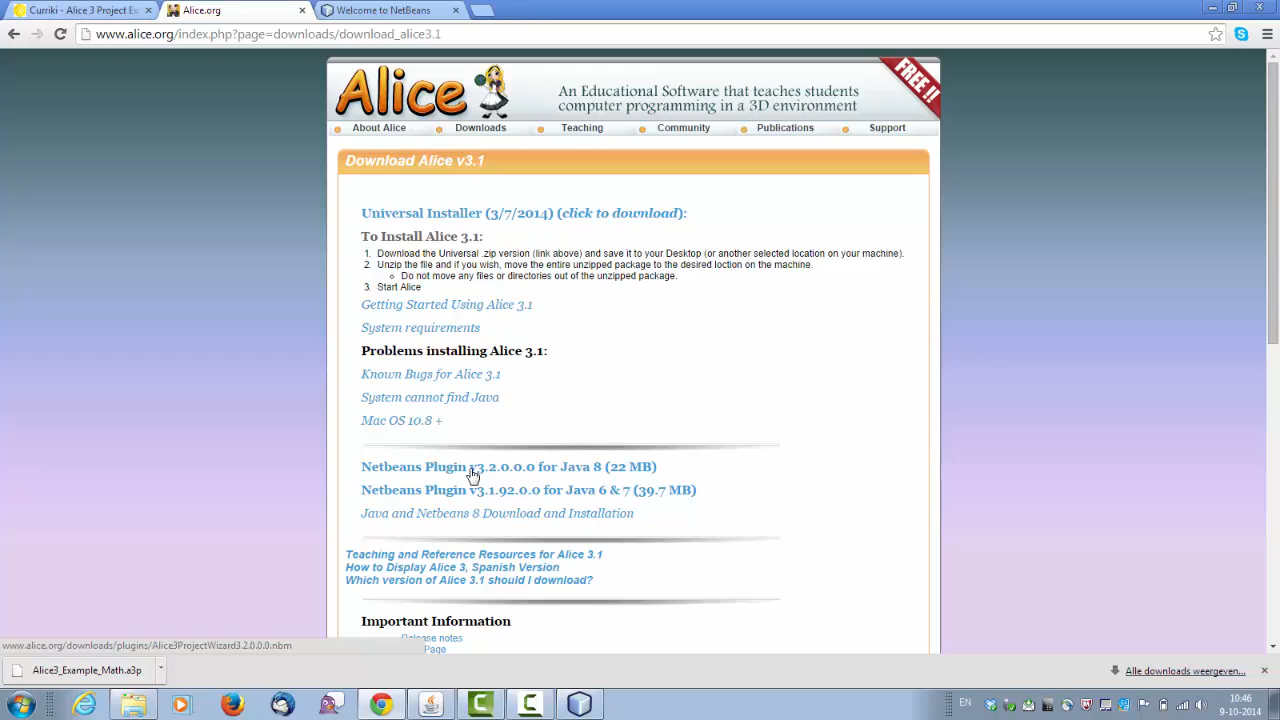 Curriki - Alice 3 Project Ex
Alice.org
Welcome to NetBeans
www.alice.org/index.php?page=downloads/download_alice3.1
Alice
An Educational Software that teaches students
computer programming in a 3D environment
FREE !!
About Alice
Downloads
Teaching
Community
Publications
Support
Download Alice v3.1
Universal Installer (3/7/2014) (click to download):
To Install Alice 3.1:
1. Download the Universal .zip version (link above) and save it to your Desktop (or another selected location on your machine).
2. Unzip the file and if you wish, move the entire unzipped package to the desired loction on the machine.
Do not move any files or directories out of the unzipped package.
3. Start Alice
Getting Started Using Alice 3.1
System requirements
Problems installing Alice 3.1:
Known Bugs for Alice 3.1
System cannot find Java
Mac OS 10.8 +
Netbeans Plugin v3.2.0.0.0 for Java 8 (22 MB)
Netbeans Plugin v3.1.92.0.0 for Java 6 & 7 (39.7 MB)
Java and Netbeans 8 Download and Installation
Teaching and Reference Resources for Alice 3.1
How to Display Alice 3, Spanish Version
Which version of Alice 3.1 should I download?
Important Information
Release notes
Page
www.alice.org/downloads/plugins/Alice3ProjectWizard3.2.0.0.0.nbm
Alice3_Example_Math.a3p
Alle downloads weergeven...
EN
10:46
9-10-2014